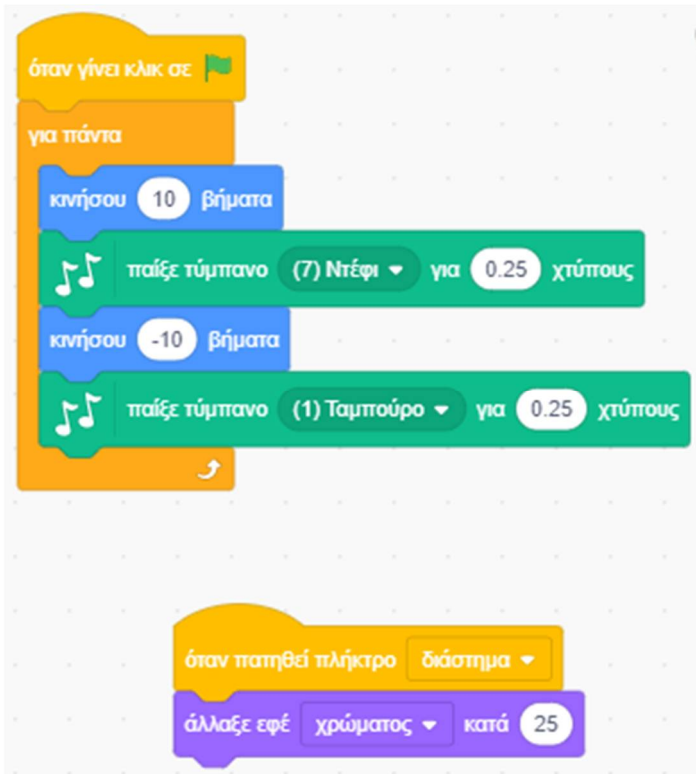 όταν γίνει κλικ σε
για πάντα
κινήσου 10 βήματα
παίξε τύμπανο (7) Ντέφι για 0.25 χτύπους
κινήσου -10 βήματα
παίξε τύμπανο (1) Ταμπούρο για 0.25 χτύπους
όταν πατηθεί πλήκτρο διάστημα
άλλαξε εφέ χρώματος κατά 25